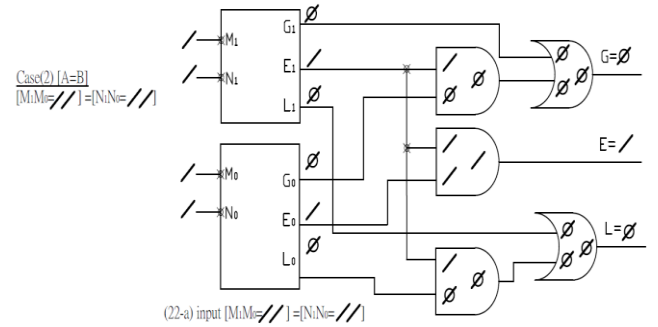 Case(2) [A=B]
[M₁M₀=//] =[N₁N₀=//]
/ M₁ G₁ Ø
/ N₁ E₁ /
L₁ Ø
/ M₀ G₀ Ø
/ N₀ E₀ /
L₀ Ø
/ Ø Ø
/ / /
/ Ø Ø
Ø Ø Ø G=Ø
E=/
Ø Ø Ø L=Ø
(22-a) input [M₁M₀=//] =[N₁N₀=//]